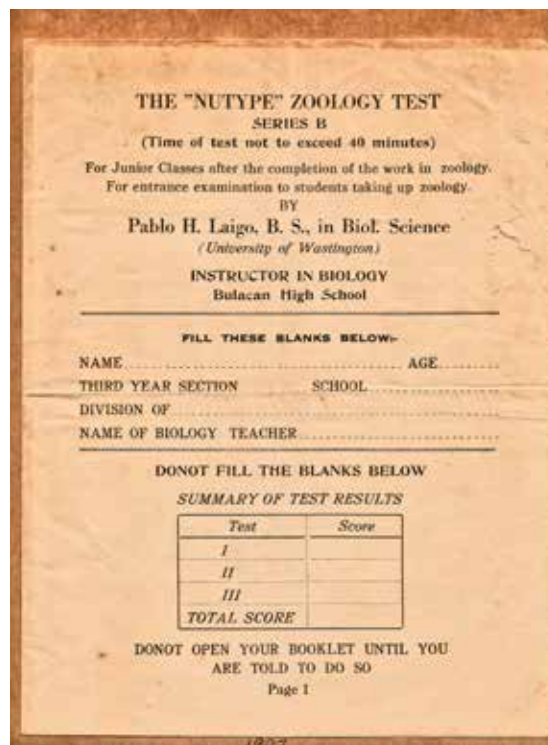 THE "NUTYPE" ZOOLOGY TEST
SERIES B
(Time of test not to exceed 40 minutes)
For Junior Classes after the completion of the work in zoology.
For entrance examination to students taking up zoology.
BY
Pablo H. Laigo, B. S., in Biol. Science
(University of Wastington)
INSTRUCTOR IN BIOLOGY
Bulacan High School
FILL THESE BLANKS BELOW:-
NAME AGE
THIRD YEAR SECTION SCHOOL
DIVISION OF
NAME OF BIOLOGY TEACHER
DONOT FILL THE BLANKS BELOW
SUMMARY OF TEST RESULTS
Test Score
I
II
III
TOTAL SCORE
DONOT OPEN YOUR BOOKLET UNTIL YOU
ARE TOLD TO DO SO
Page 1